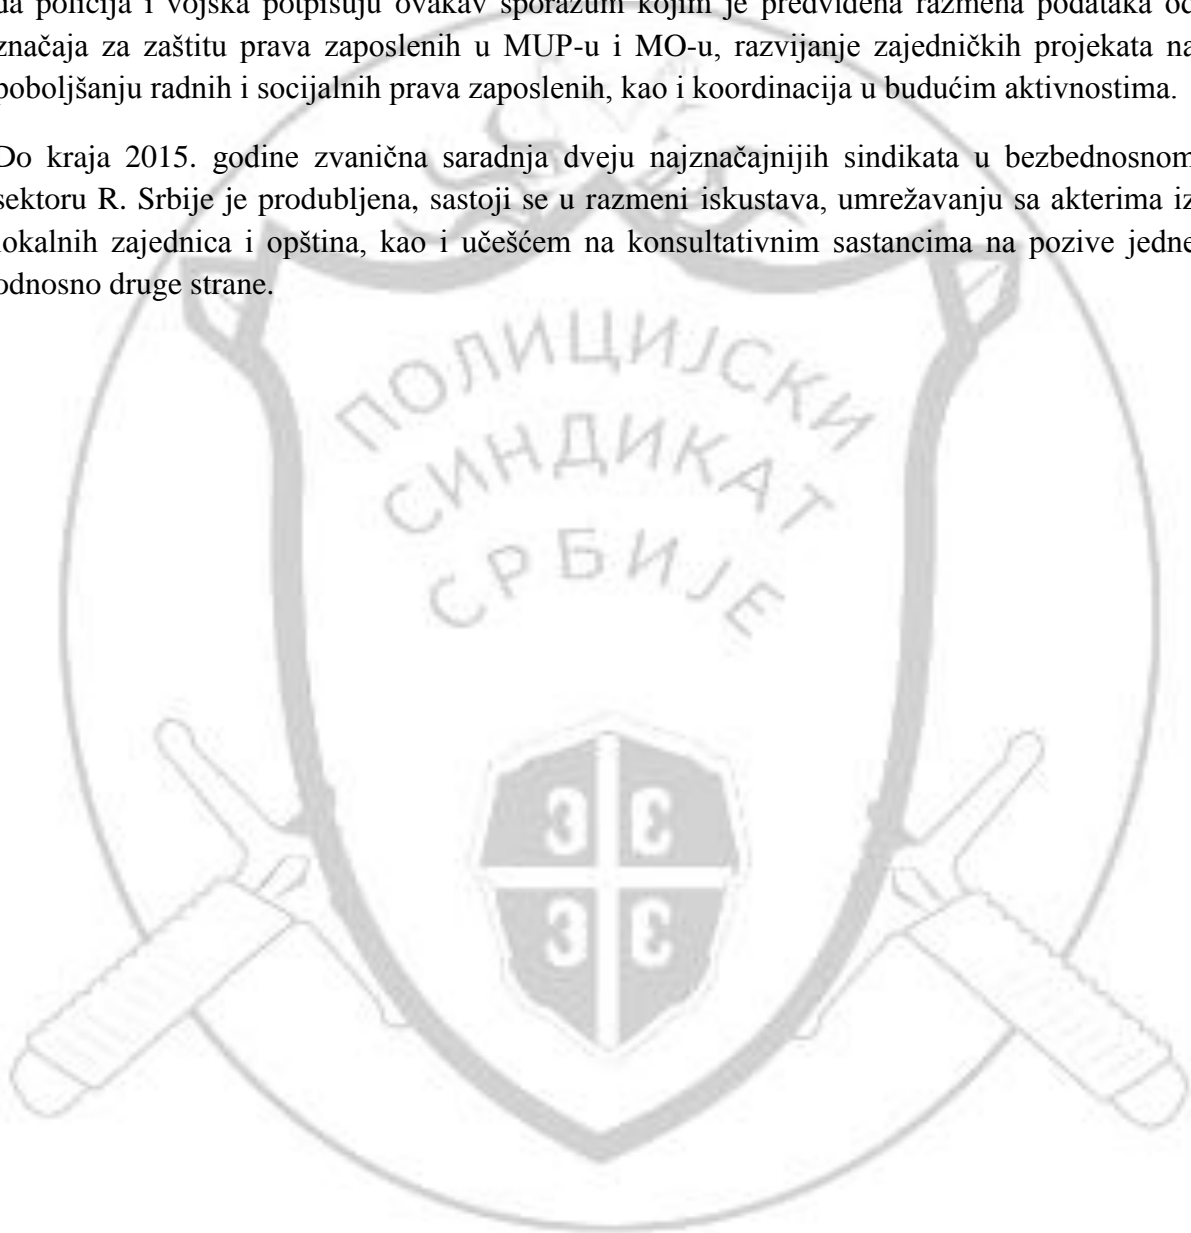 da policija i vojska potpisuju ovakav sporazum kojim je predviđena razmena podataka od
značaja za zaštitu prava zaposlenih u MUP-u i MO-u, razvijanje zajedničkih projekata na
poboljšanju radnih i socijalnih prava zaposlenih, kao i koordinacija u budućim aktivnostima.
Do kraja 2015. godine zvanična saradnja dveju najznačajnijih sindikata u bezbednosnom
sektoru R. Srbije je produbljena, sastoji se u razmeni iskustava, umrežavanju sa akterima iz
lokalnih zajednica i opština, kao i učešćem na konsultativnim sastancima na pozive jedne
odnosno druge strane.
ПОЛИЦИЈСКИ
СИНДИКАТ
СРБИЈЕ